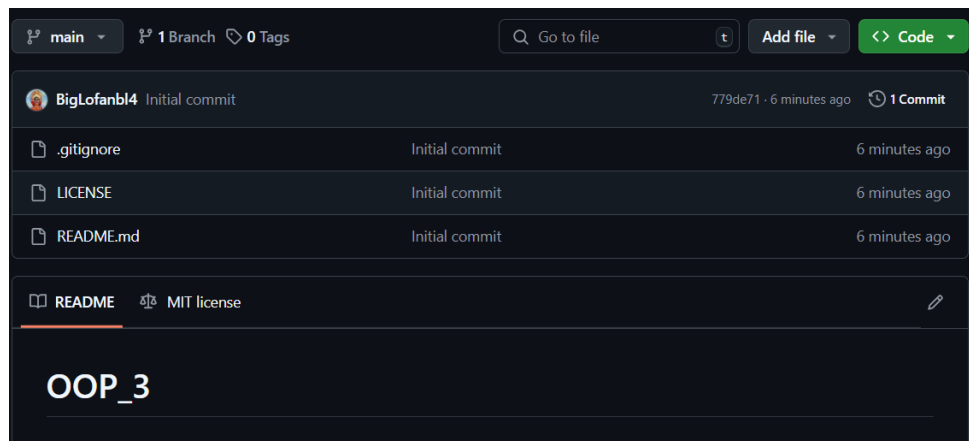 main 1 Branch 0 Tags Go to file t Add file <> Code
BigLofanbl4 Initial commit 779de71 · 6 minutes ago 1 Commit
.gitignore Initial commit 6 minutes ago
LICENSE Initial commit 6 minutes ago
README.md Initial commit 6 minutes ago
README MIT license
OOP_3